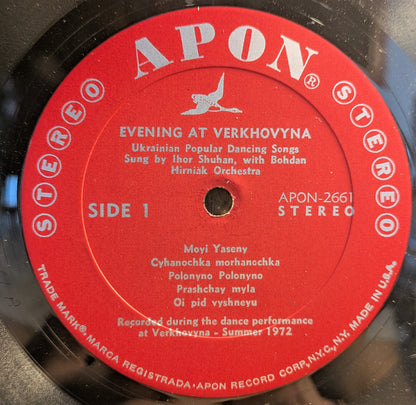 APON®
STEREO
STEREO
EVENING AT VERKHOVYNA
Ukrainian Popular Dancing Songs
Sung by Ihor Shuhan, with Bohdan
Hirniak Orchestra
SIDE 1
APON-2661
STEREO
Moyi Yaseny
Cyhanochka morhanochka
Polonyno Polonyno
Prashchay myla
Oi pid vyshneyu
Recorded during the dance performance
at Verkhovyna - Summer 1972
TRADE MARK®·MARCA REGISTRADA·APON RECORD CORP., N.Y.C., N.Y. MADE IN U.S.A.